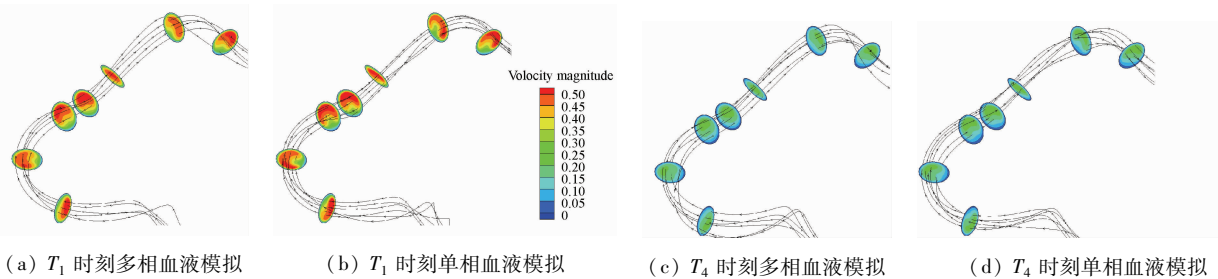 Volocity magnitude
0.50
0.45
0.40
0.35
0.30
0.25
0.20
0.15
0.10
0.05
0
(a) T₁ 时刻多相血液模拟
(b) T₁ 时刻单相血液模拟
(c) T₄ 时刻多相血液模拟
(d) T₄ 时刻单相血液模拟